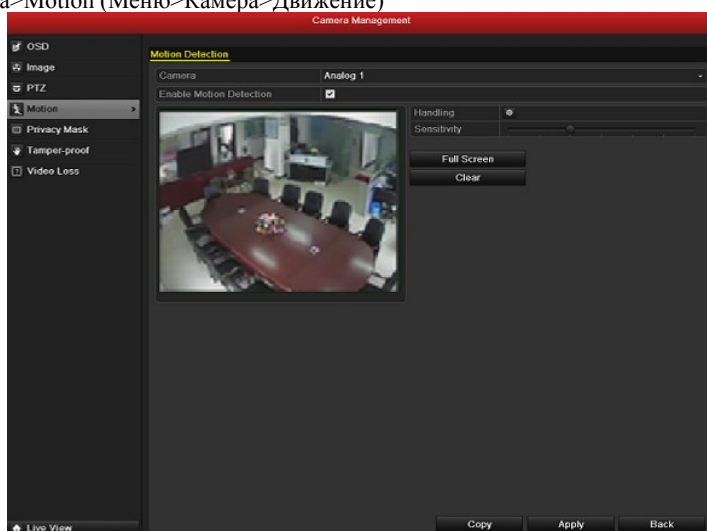 a>Motion (Меню>Камера>Движение)
Camera Management
OSD
Image
PTZ
Motion
Privacy Mask
Tamper-proof
Video Loss
Live View
Motion Detection
Camera Analog 1
Enable Motion Detection
Handling
Sensitivity
Full Screen
Clear
Copy Apply Back